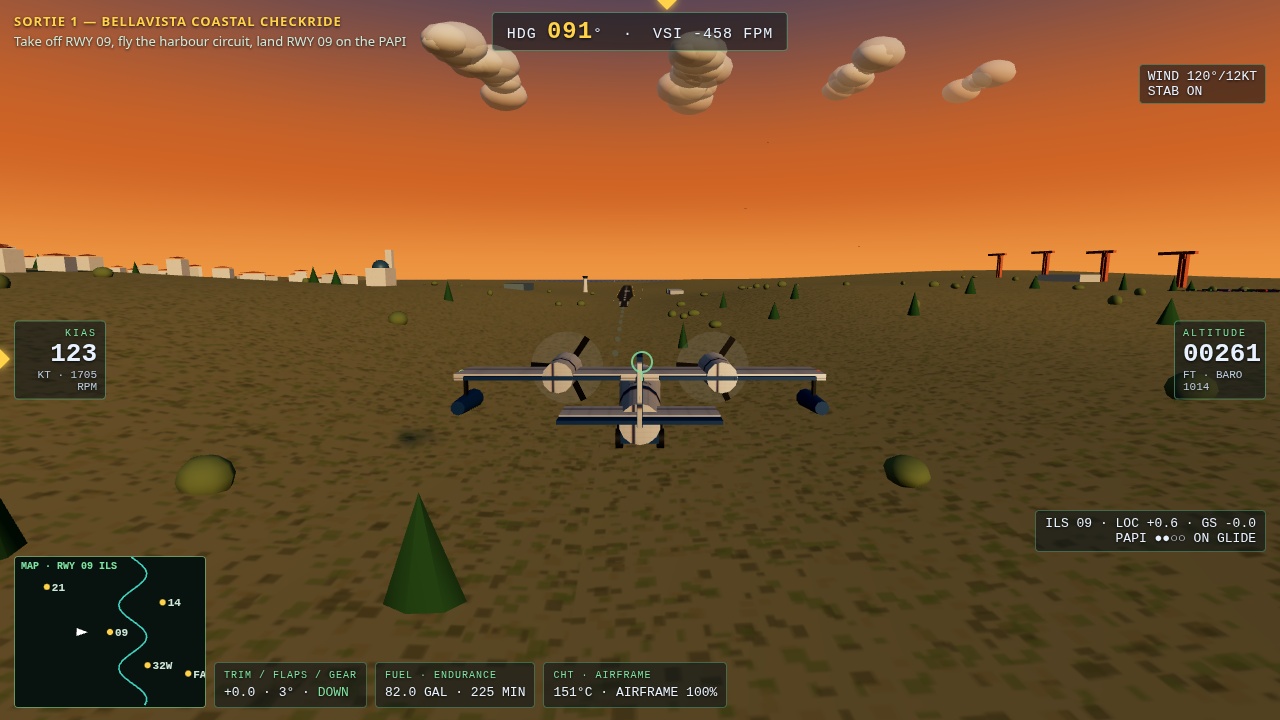 SORTIE 1 — BELLAVISTA COASTAL CHECKRIDE
Take off RWY 09, fly the harbour circuit, land RWY 09 on the PAPI
HDG 091° · VSI -458 FPM
WIND 120°/12KT
STAB ON
KIAS
123
KT · 1705
RPM
ALTITUDE
00261
FT · BARO
1014
ILS 09 · LOC +0.6 · GS -0.0
PAPI ●●○○ ON GLIDE
MAP · RWY 09 ILS
21
14
09
32W
FA
TRIM / FLAPS / GEAR
+0.0 · 3° · DOWN
FUEL · ENDURANCE
82.0 GAL · 225 MIN
CHT · AIRFRAME
151°C · AIRFRAME 100%